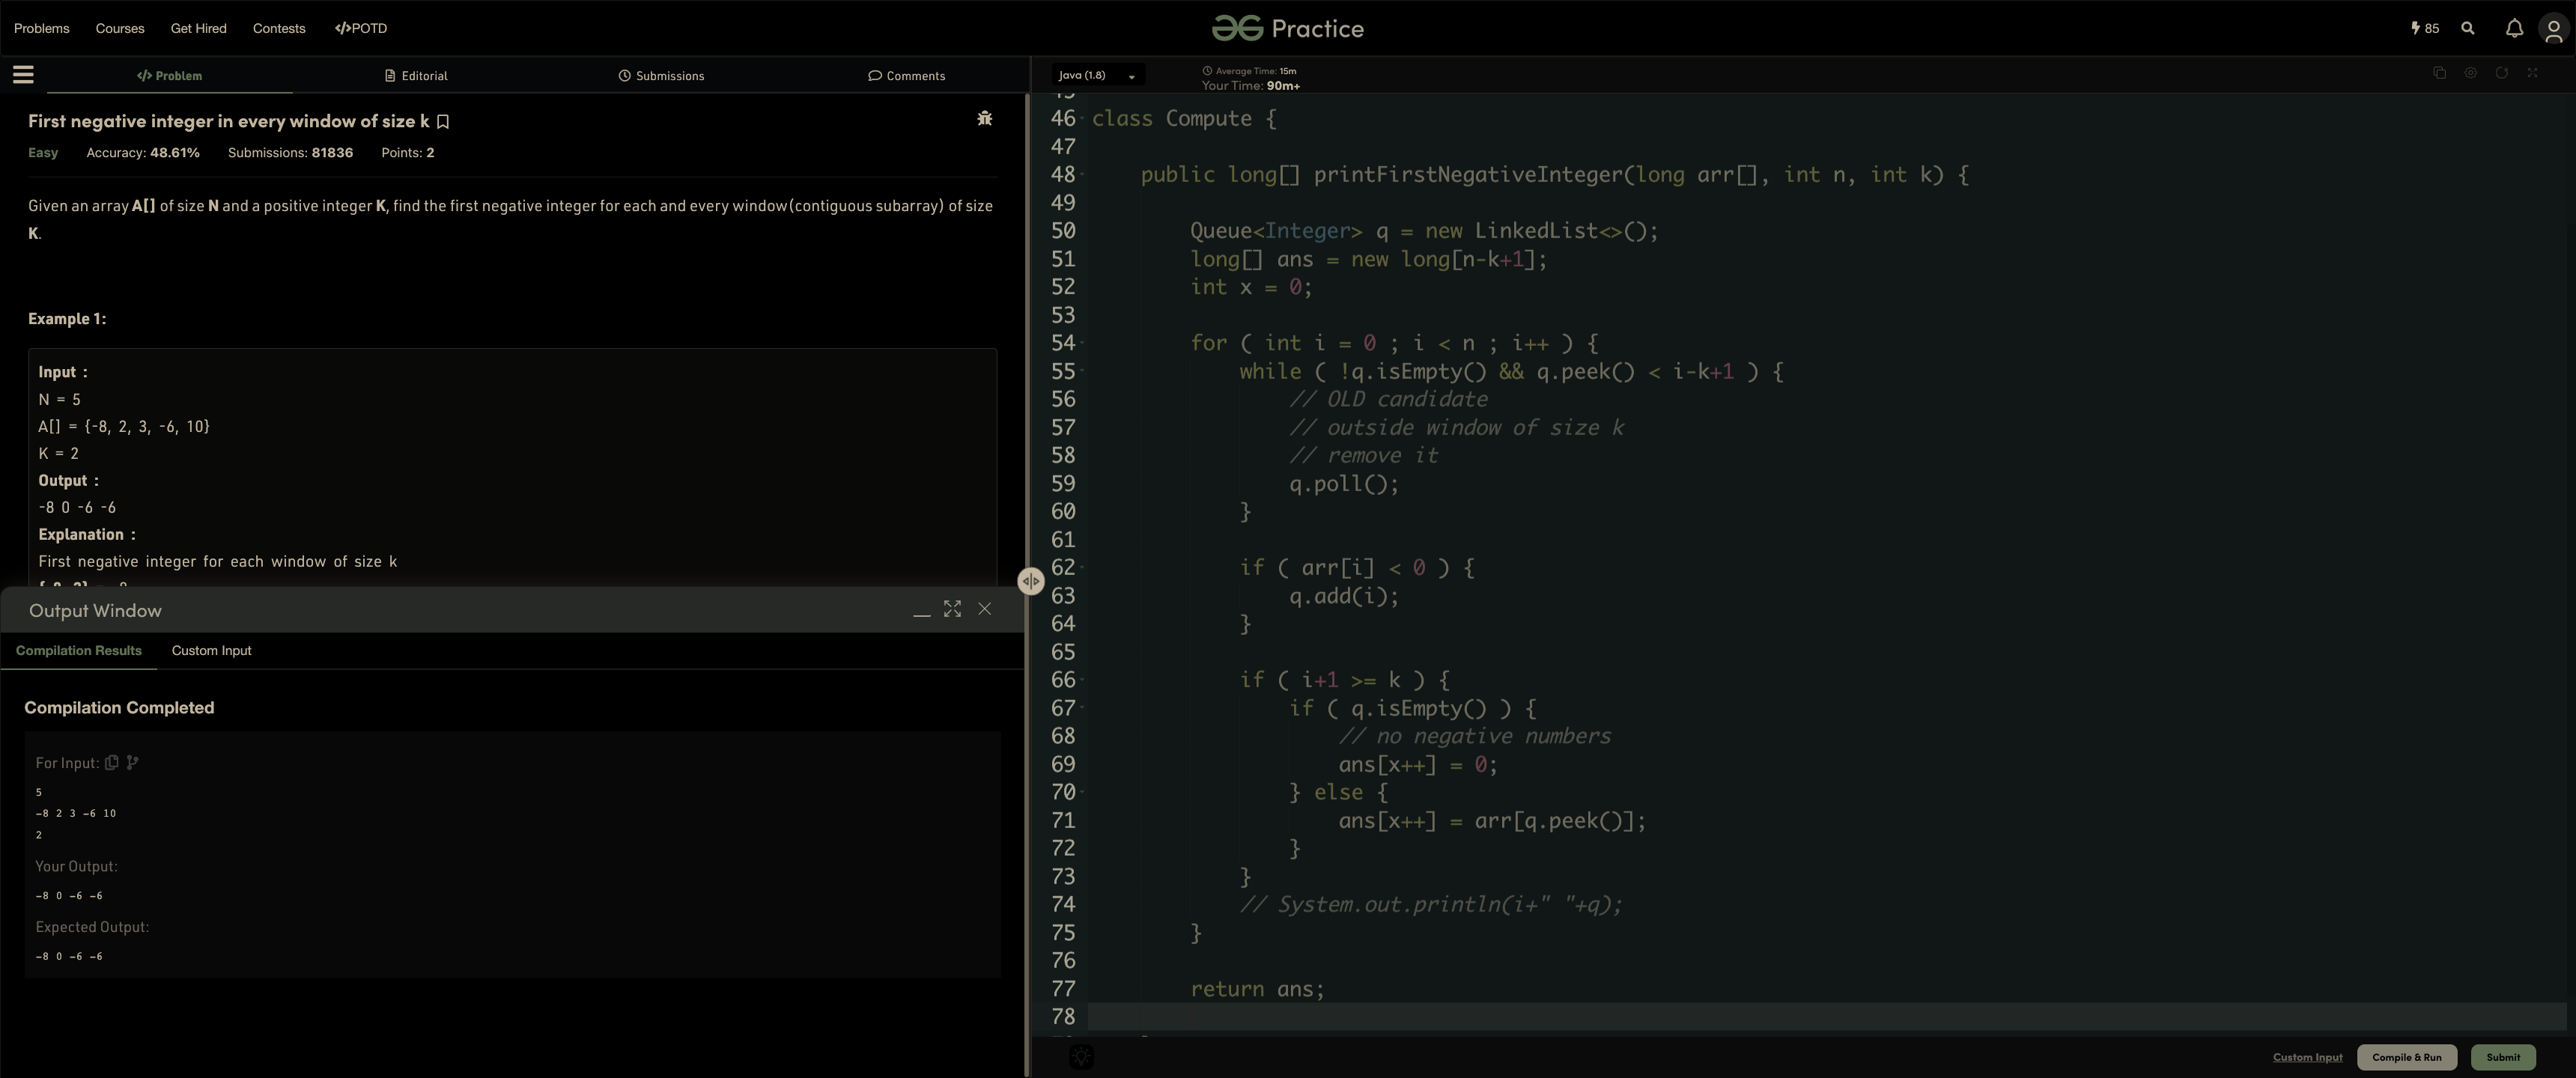 Problems Courses Get Hired Contests </>POTD
Practice
85
</> Problem Editorial Submissions Comments
First negative integer in every window of size k
Easy Accuracy: 48.61% Submissions: 81836 Points: 2
Given an array A[] of size N and a positive integer K, find the first negative integer for each and every window(contiguous subarray) of size
K.
Example 1:
Input :
N = 5
A[] = {-8, 2, 3, -6, 10}
K = 2
Output :
-8 0 -6 -6
Explanation :
First negative integer for each window of size k
Output Window
Compilation Results Custom Input
Compilation Completed
For Input:
5
-8 2 3 -6 10
2
Your Output:
-8 0 -6 -6
Expected Output:
-8 0 -6 -6
Java (1.8)
Average Time: 15m
Your Time: 90m+
46 class Compute {
47
48 public long[] printFirstNegativeInteger(long arr[], int n, int k) {
49
50 Queue<Integer> q = new LinkedList<>();
51 long[] ans = new long[n-k+1];
52 int x = 0;
53
54 for ( int i = 0 ; i < n ; i++ ) {
55 while ( !q.isEmpty() && q.peek() < i-k+1 ) {
56 // OLD candidate
57 // outside window of size k
58 // remove it
59 q.poll();
60 }
61
62 if ( arr[i] < 0 ) {
63 q.add(i);
64 }
65
66 if ( i+1 >= k ) {
67 if ( q.isEmpty() ) {
68 // no negative numbers
69 ans[x++] = 0;
70 } else {
71 ans[x++] = arr[q.peek()];
72 }
73 }
74 // System.out.println(i+" "+q);
75 }
76
77 return ans;
78
Custom Input Compile & Run Submit